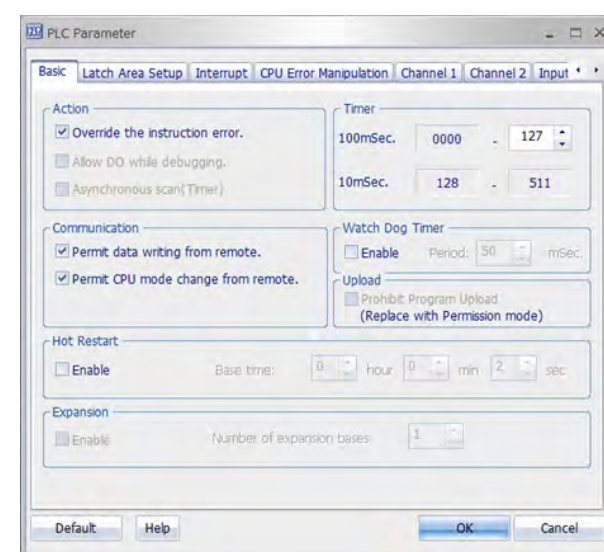 PLC Parameter
Basic Latch Area Setup Interrupt CPU Error Manipulation Channel 1 Channel 2 Input
Action
Override the instruction error.
Allow DO while debugging.
Asynchronous scan(Timer)
Timer
100mSec. 0000 - 127
10mSec. 128 - 511
Communication
Permit data writing from remote.
Permit CPU mode change from remote.
Watch Dog Timer
Enable Period: 50 mSec.
Upload
Prohibit Program Upload
(Replace with Permission mode)
Hot Restart
Enable Base time: 0 hour 0 min 2 sec
Expansion
Enable Number of expansion bases 1
Default Help OK Cancel